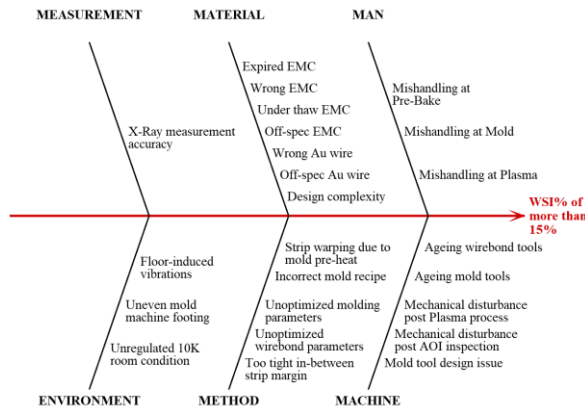 MEASUREMENT
MATERIAL
MAN
X-Ray measurement
accuracy
Expired EMC
Wrong EMC
Under thaw EMC
Off-spec EMC
Wrong Au wire
Off-spec Au wire
Design complexity
Mishandling at
Pre-Bake
Mishandling at Mold
Mishandling at Plasma
WSI% of
more than
15%
Floor-induced
vibrations
Uneven mold
machine footing
Unregulated 10K
room condition
Strip warping due to
mold pre-heat
Incorrect mold recipe
Unoptimized molding
parameters
Unoptimized
wirebond parameters
Too tight in-between
strip margin
Ageing wirebond tools
Ageing mold tools
Mechanical disturbance
post Plasma process
Mechanical disturbance
post AOI inspection
Mold tool design issue
ENVIRONMENT
METHOD
MACHINE